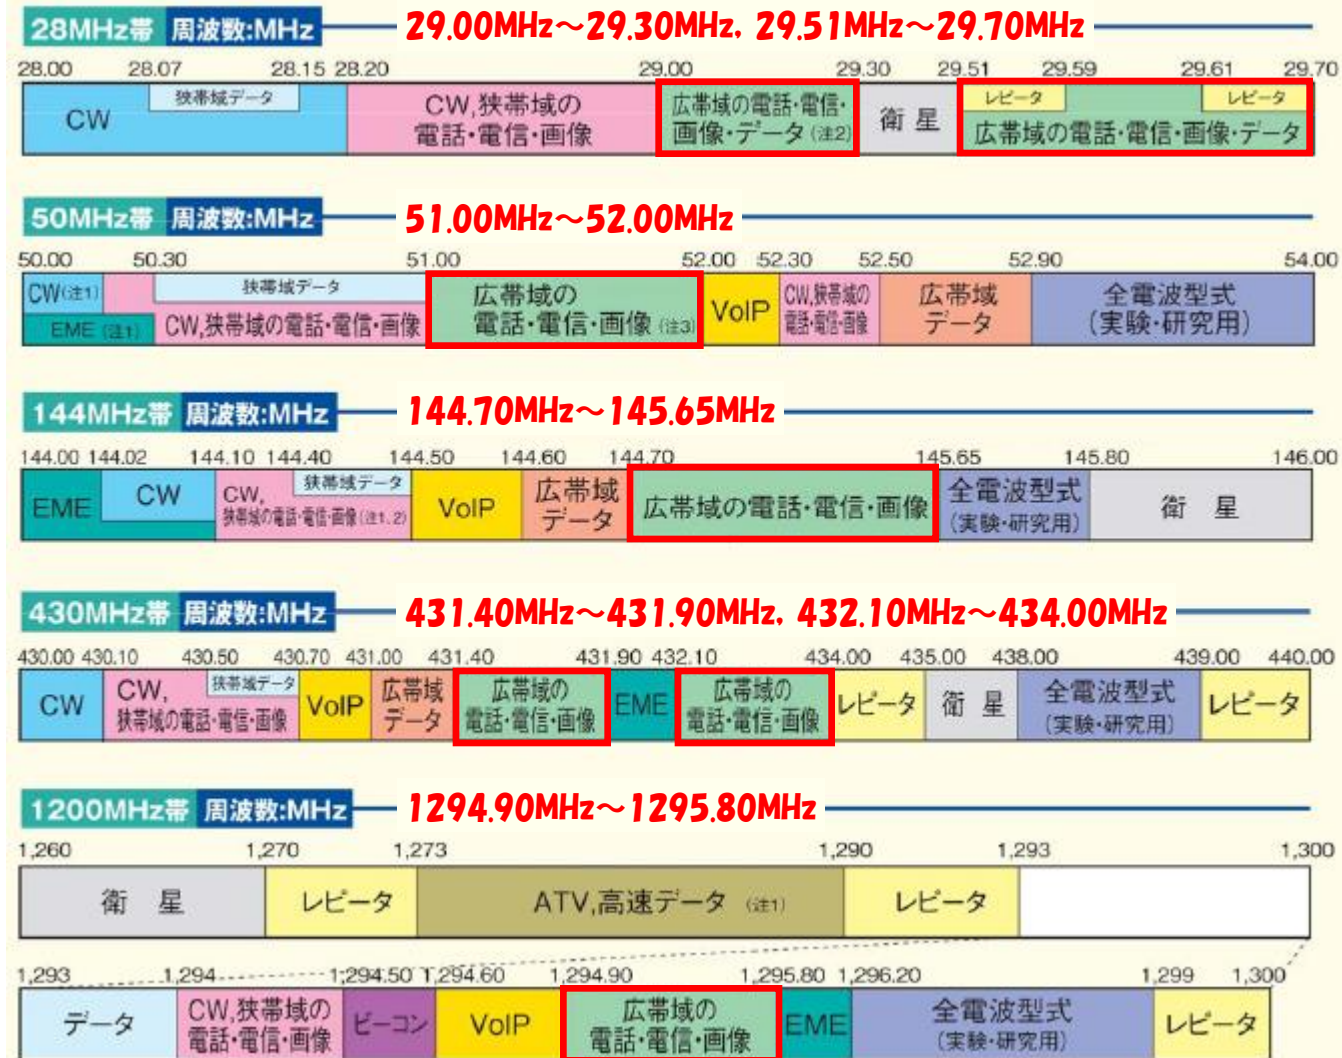 28MHz帯 周波数:MHz 29.00MHz～29.30MHz, 29.51MHz～29.70MHz
28.00 28.07 28.15 28.20 29.00 29.30 29.51 29.59 29.61 29.70
CW
狭帯域データ
CW,狭帯域の
電話・電信・画像
広帯域の電話・電信・
画像・データ(注2)
衛星
レピータ
レピータ
広帯域の電話・電信・画像・データ
50MHz帯 周波数:MHz 51.00MHz～52.00MHz
50.00 50.30 51.00 52.00 52.30 52.50 52.90 54.00
CW(注1)
EME(注1)
狭帯域データ
CW,狭帯域の電話・電信・画像
広帯域の
電話・電信・画像(注3)
VoIP
CW,狭帯域の
電話・電信・画像
広帯域
データ
全電波型式
(実験・研究用)
144MHz帯 周波数:MHz 144.70MHz～145.65MHz
144.00 144.02 144.10 144.40 144.50 144.60 144.70 145.65 145.80 146.00
EME
CW
狭帯域データ
CW,
狭帯域の電話・電信・画像(注1,2)
VoIP
広帯域
データ
広帯域の電話・電信・画像
全電波型式
(実験・研究用)
衛星
430MHz帯 周波数:MHz 431.40MHz～431.90MHz, 432.10MHz～434.00MHz
430.00 430.10 430.50 430.70 431.00 431.40 431.90 432.10 434.00 435.00 438.00 439.00 440.00
CW
狭帯域データ
CW,
狭帯域の電話・電信・画像
VoIP
広帯域
データ
広帯域の
電話・電信・画像
EME
広帯域の
電話・電信・画像
レピータ
衛星
全電波型式
(実験・研究用)
レピータ
1200MHz帯 周波数:MHz 1294.90MHz～1295.80MHz
1,260 1,270 1,273 1,290 1,293 1,300
衛星
レピータ
ATV,高速データ (注1)
レピータ
1,293 1,294 1,294.50 1,294.60 1,294.90 1,295.80 1,296.20 1,299 1,300
データ
CW,狭帯域の
電話・電信・画像
ビーコン
VoIP
広帯域の
電話・電信・画像
EME
全電波型式
(実験・研究用)
レピータ